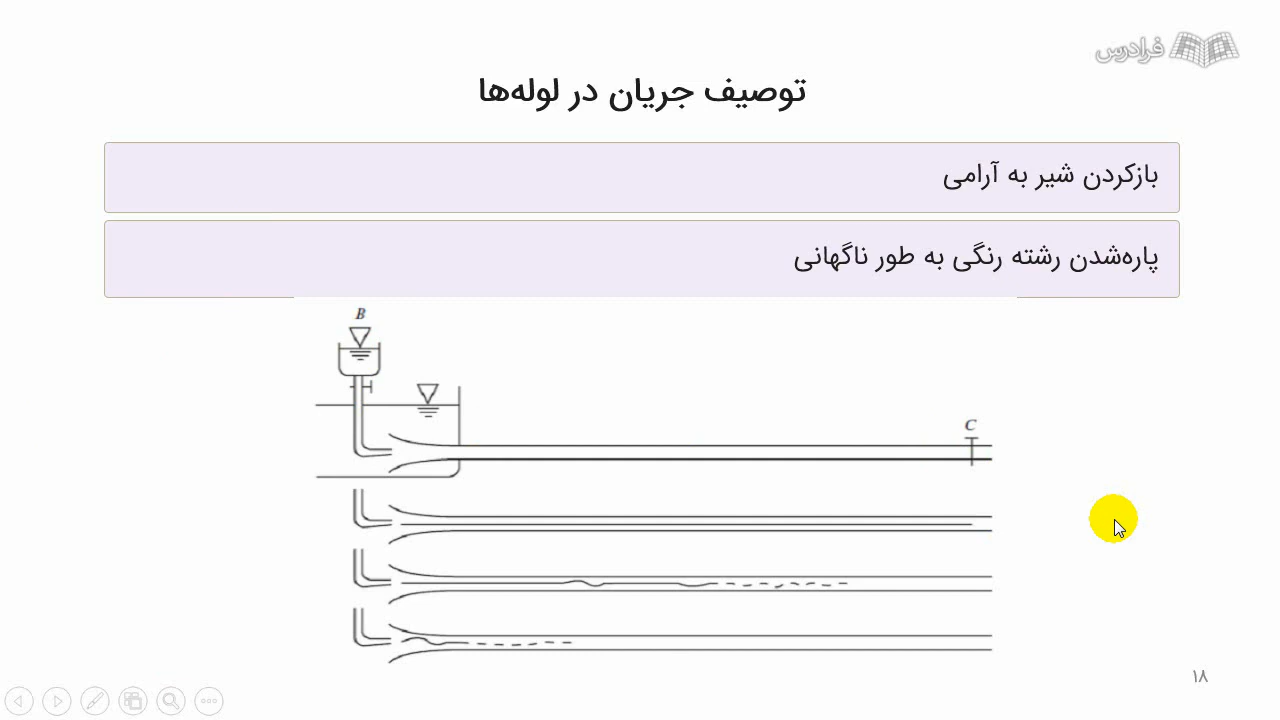 فرادرس
توصیف جریان در لوله‌ها
بازکردن شیر به آرامی
پاره‌شدن رشته رنگی به طور ناگهانی
B
C
۱۸